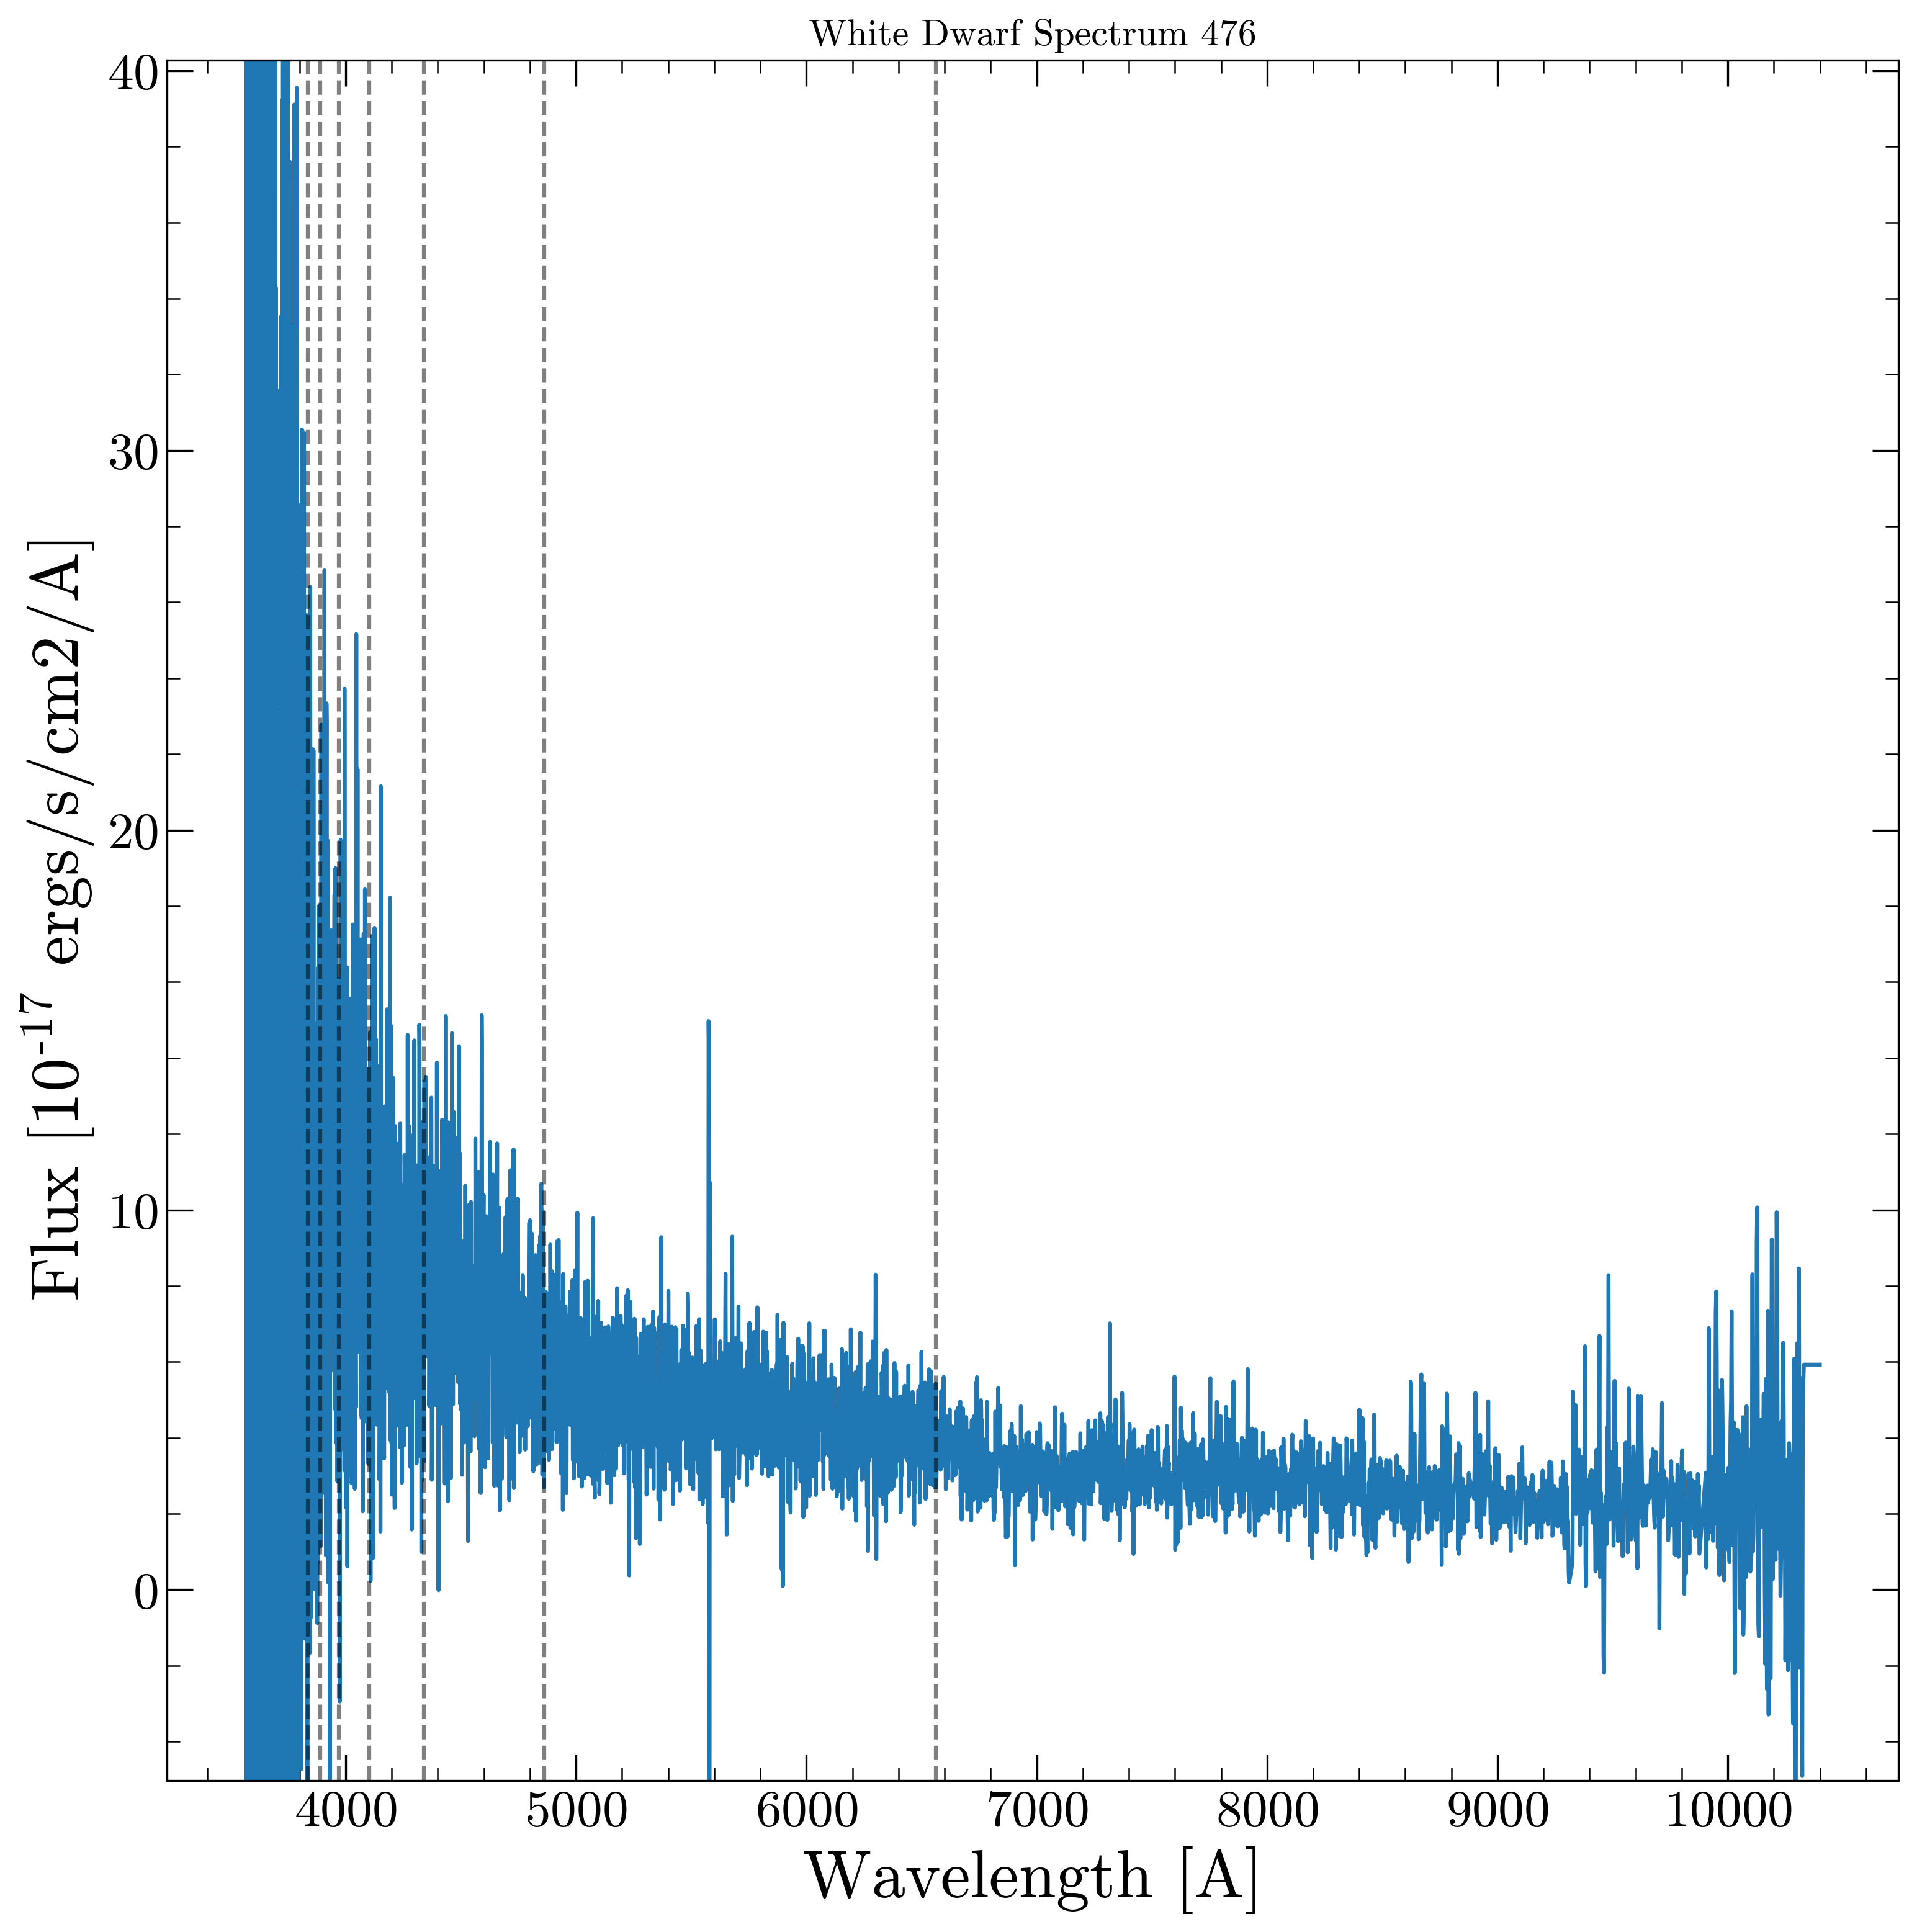 White Dwarf Spectrum 476
40
30
20
10
0
Flux [10-17 ergs/s/cm2/A]
4000 5000 6000 7000 8000 9000 10000
Wavelength [A]